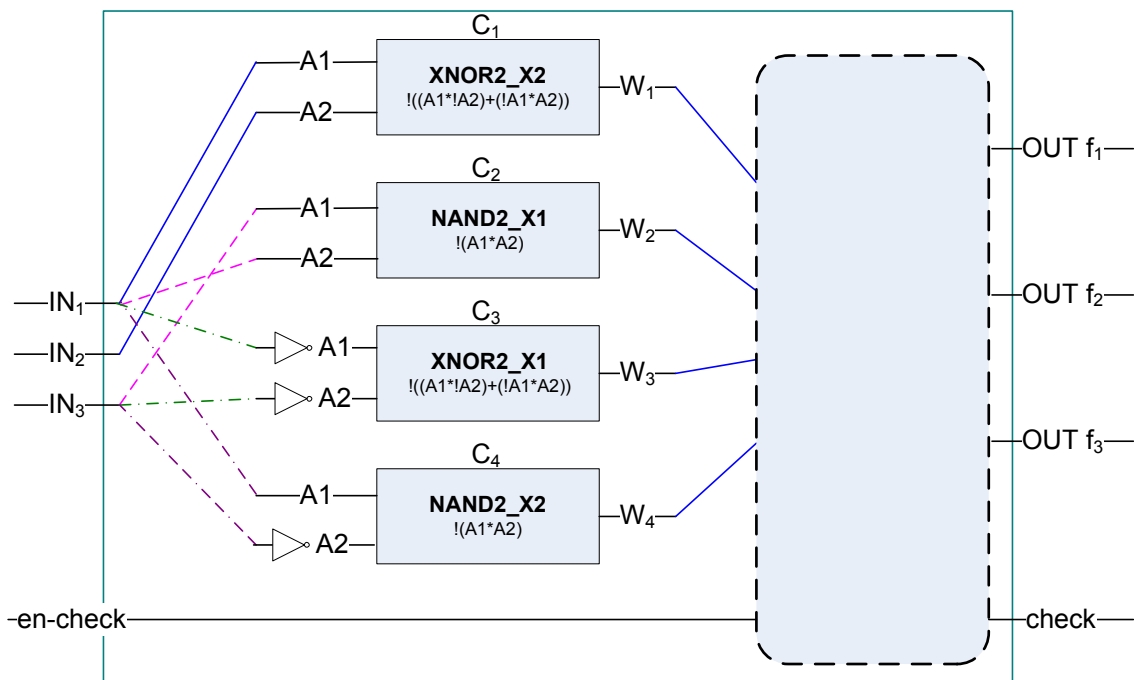 C₁
A1
A2
XNOR2_X2
!((A1*!A2)+(!A1*A2))
W₁
C₂
A1
A2
NAND2_X1
!(A1*A2)
W₂
C₃
A1
A2
XNOR2_X1
!((A1*!A2)+(!A1*A2))
W₃
C₄
A1
A2
NAND2_X2
!(A1*A2)
W₄
IN₁
IN₂
IN₃
en-check
OUT f₁
OUT f₂
OUT f₃
check